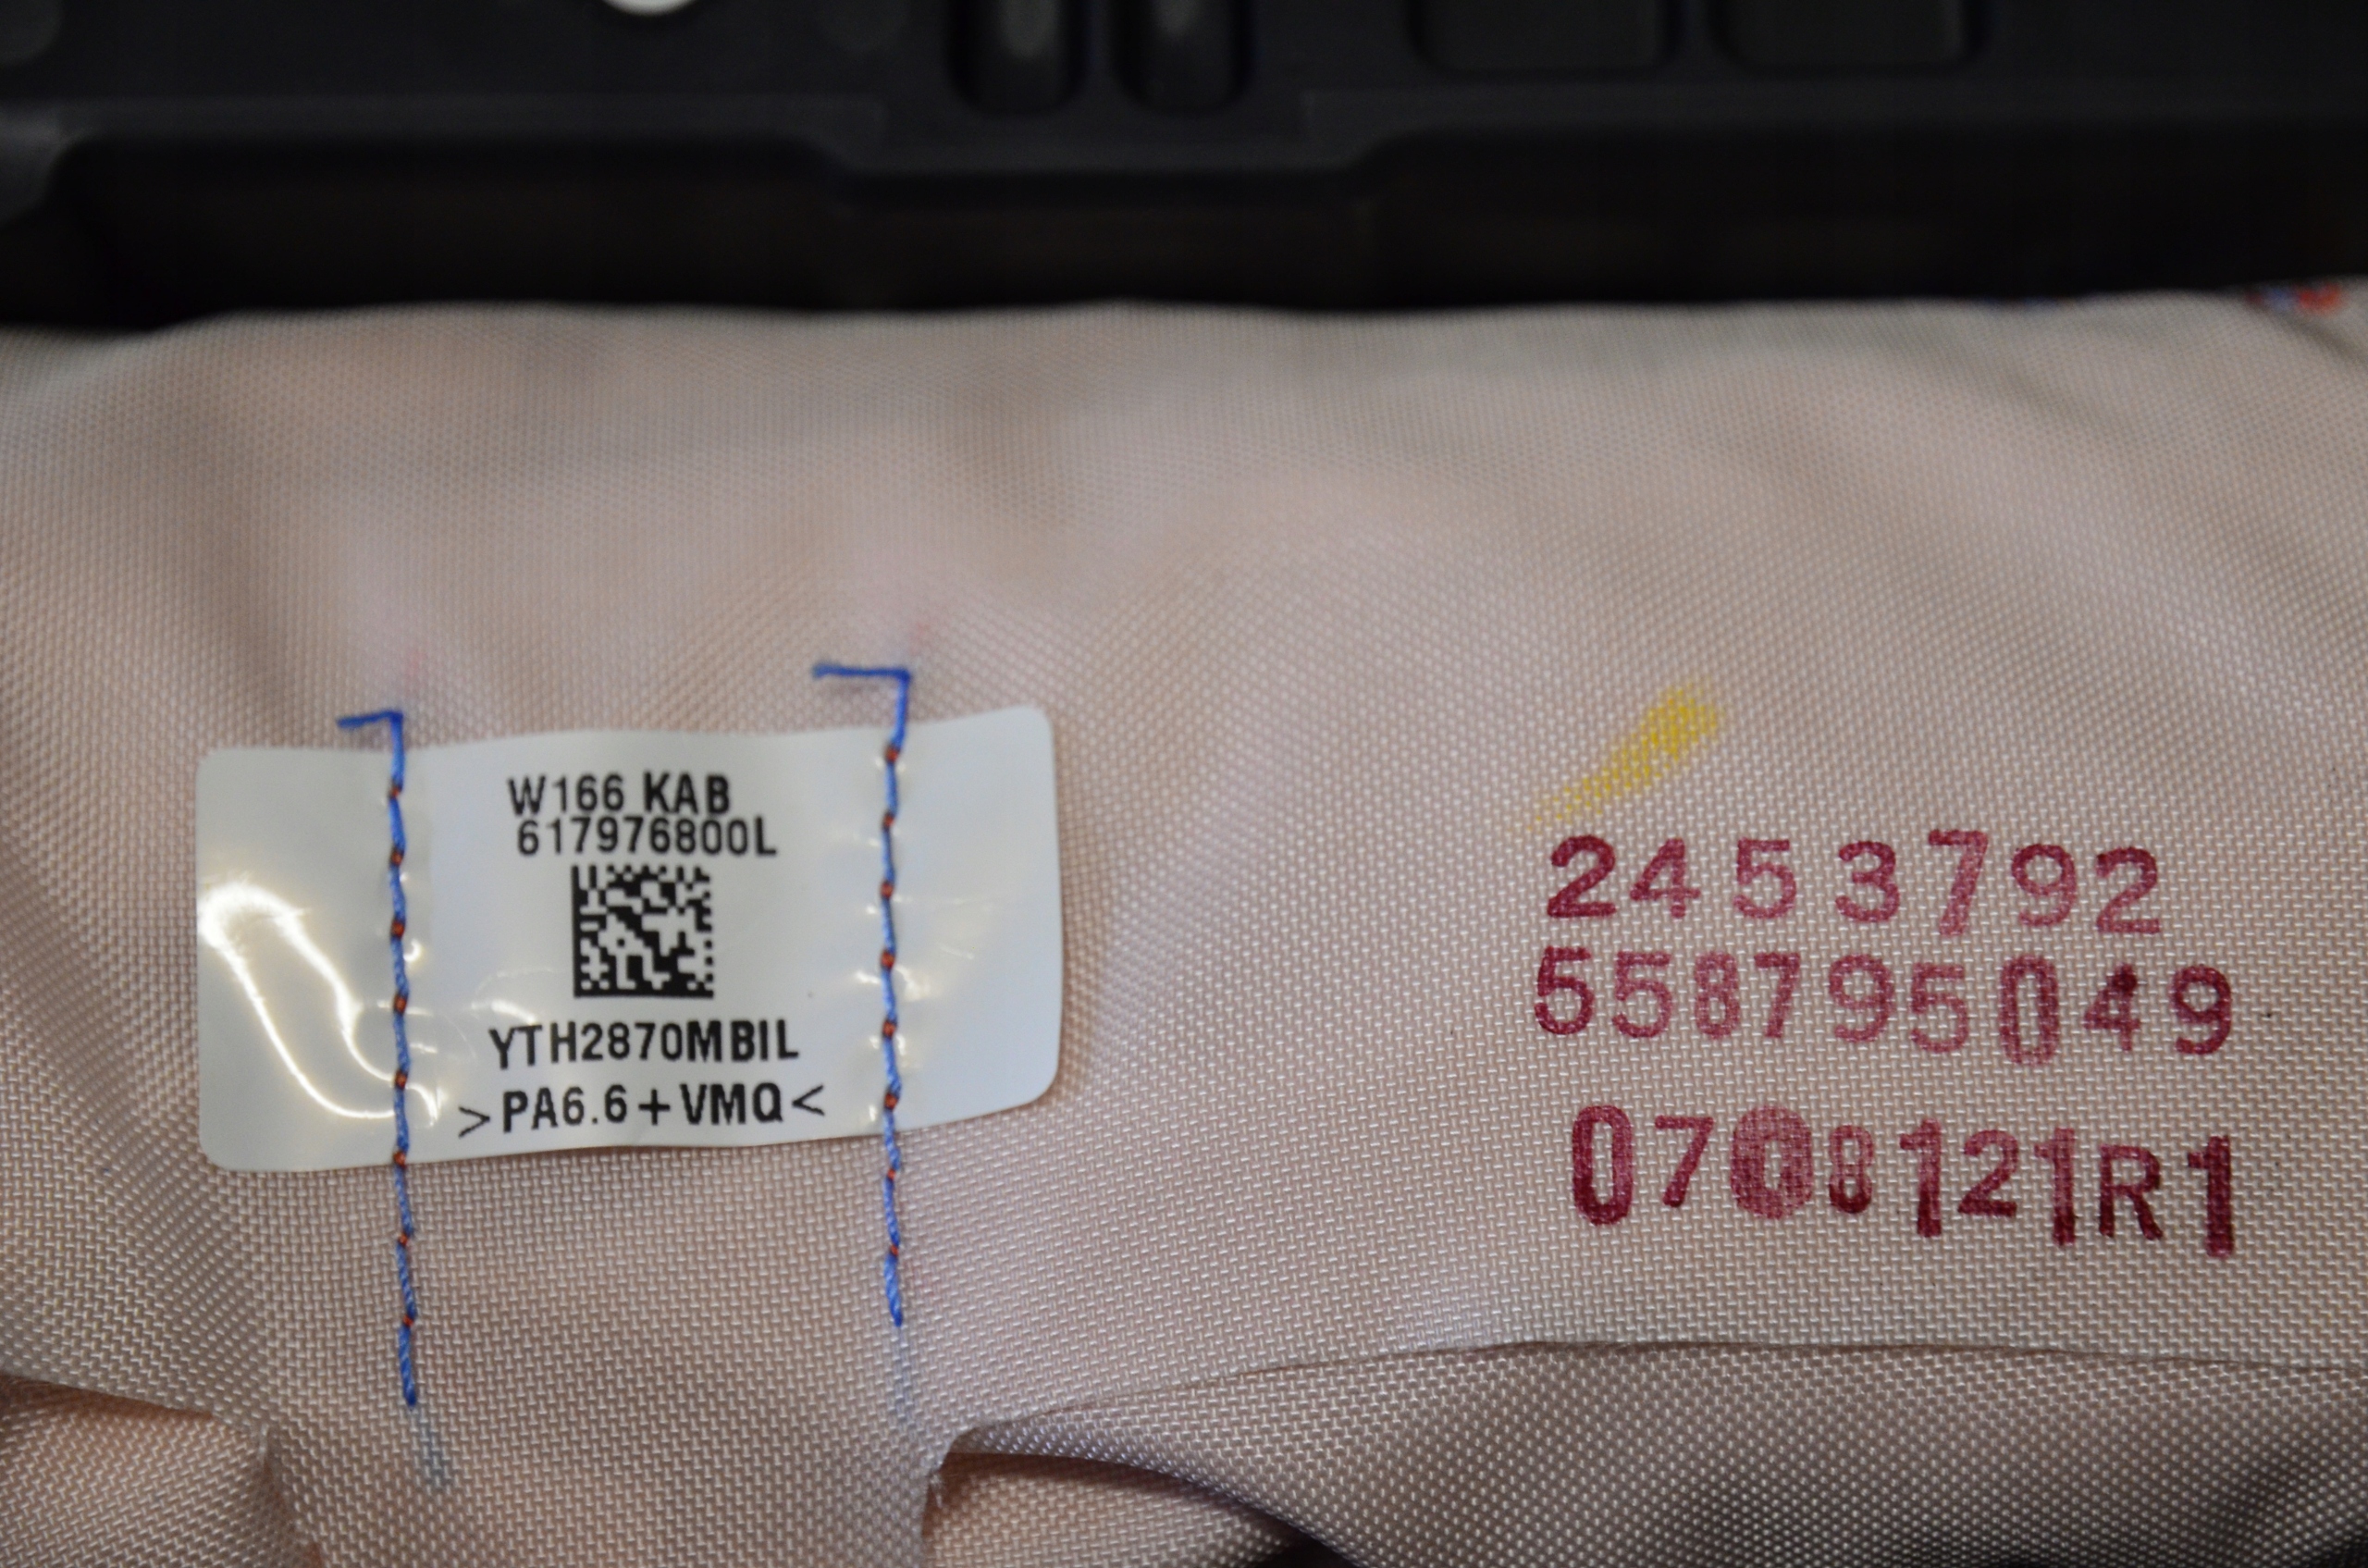 W166 KAB
617976800L
YTH2870MBIL
>PA6.6+VMQ<
2453792
558795049
0708121R1